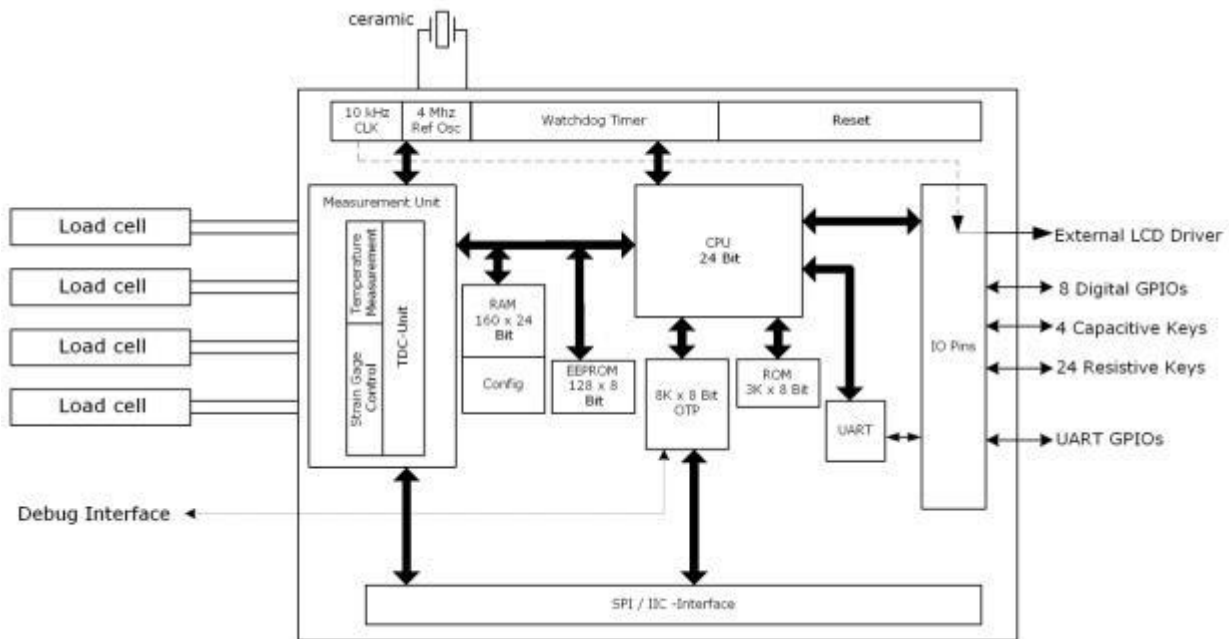 ceramic
10 kHz
CLK
4 Mhz
Ref Osc
Watchdog Timer
Reset
Measurement Unit
Temperature
Measurement
Strain Gage
Control
TDC-Unit
Load cell
Load cell
Load cell
Load cell
CPU
24 Bit
RAM
160 x 24
Bit
Config
EEPROM
128 x 8
Bit
8K x 8 Bit
OTP
ROM
3K x 8 Bit
UART
IO Pins
External LCD Driver
8 Digital GPIOs
4 Capacitive Keys
24 Resistive Keys
UART GPIOs
Debug Interface
SPI / IIC -Interface